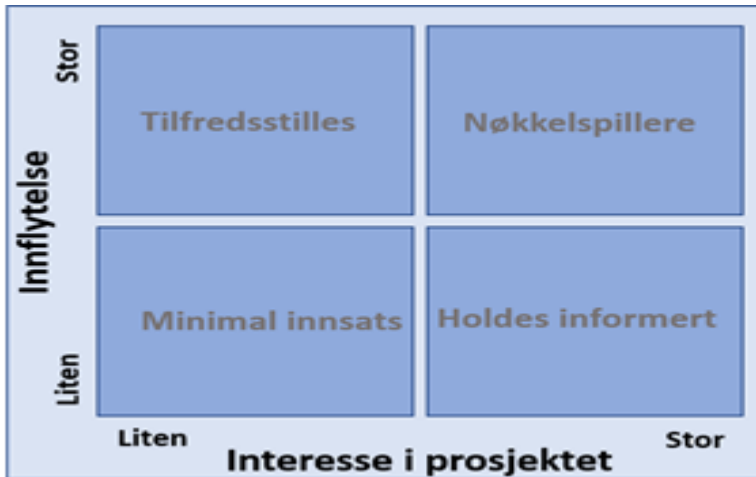 Stor
Tilfredsstilles
Nøkkelspillere
Innflytelse
Minimal innsats
Holdes informert
Liten
Liten
Stor
Interesse i prosjektet